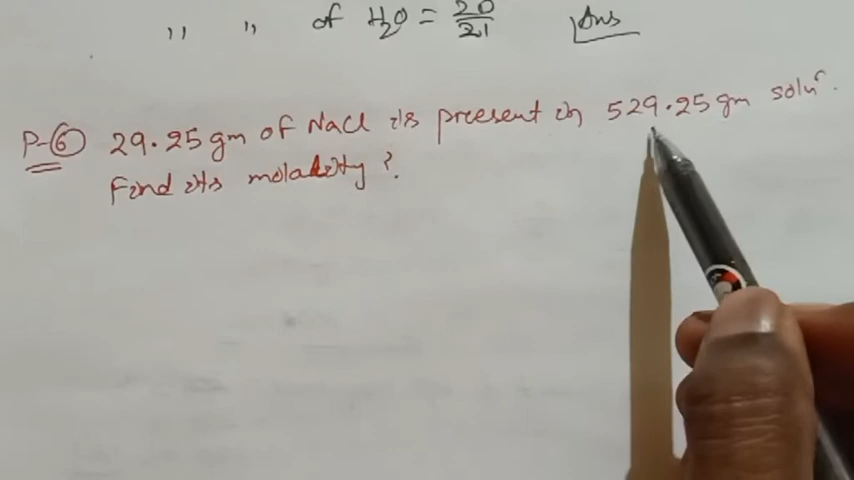 " " of H₂O = 20/21 Ans
P-6 29.25 gm of NaCl is present in 529.25 gm soluⁿ.
Find its molality ?